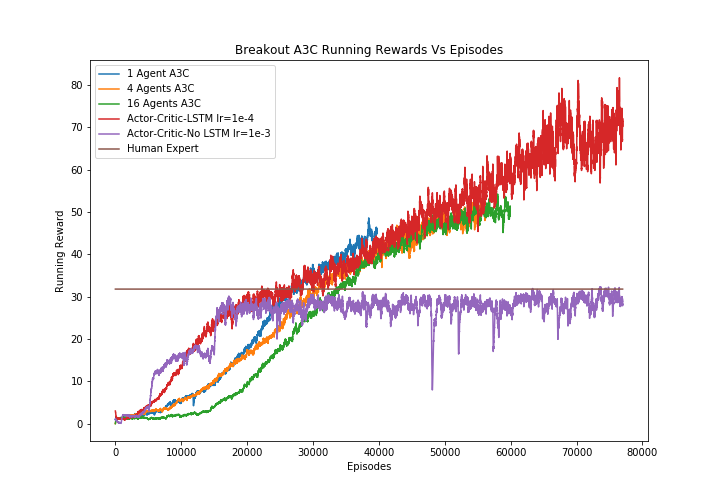 Breakout A3C Running Rewards Vs Episodes
1 Agent A3C
4 Agents A3C
16 Agents A3C
Actor-Critic-LSTM lr=1e-4
Actor-Critic-No LSTM lr=1e-3
Human Expert
Running Reward
80
70
60
50
40
30
20
10
0
0 10000 20000 30000 40000 50000 60000 70000 80000
Episodes